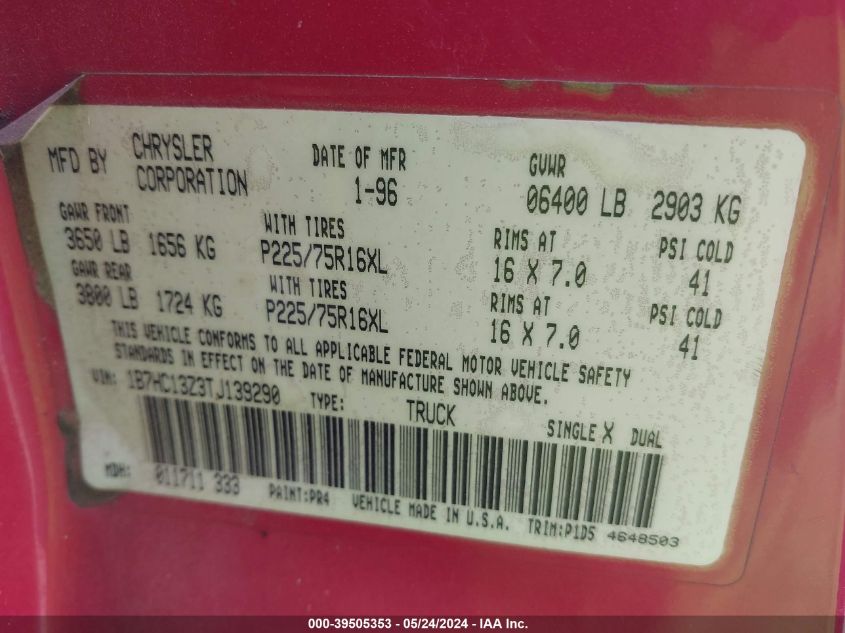 MFD BY CHRYSLER CORPORATION DATE OF MFR 1-96 GVWR 06400 LB 2903 KG
GAWR FRONT 3650 LB 1656 KG WITH TIRES P225/75R16XL RIMS AT 16 X 7.0 PSI COLD 41
GAWR REAR 3800 LB 1724 KG WITH TIRES P225/75R16XL RIMS AT 16 X 7.0 PSI COLD 41
THIS VEHICLE CONFORMS TO ALL APPLICABLE FEDERAL MOTOR VEHICLE SAFETY
STANDARDS IN EFFECT ON THE DATE OF MANUFACTURE SHOWN ABOVE.
VIN: 1B7HC13Z3TJ139290 TYPE: TRUCK SINGLE X DUAL
MDH: 011711 333 PAINT:PR4 VEHICLE MADE IN U.S.A. TRIM:P1D5 4648503
000-39505353 / 05/24/2024 - IAA Inc.